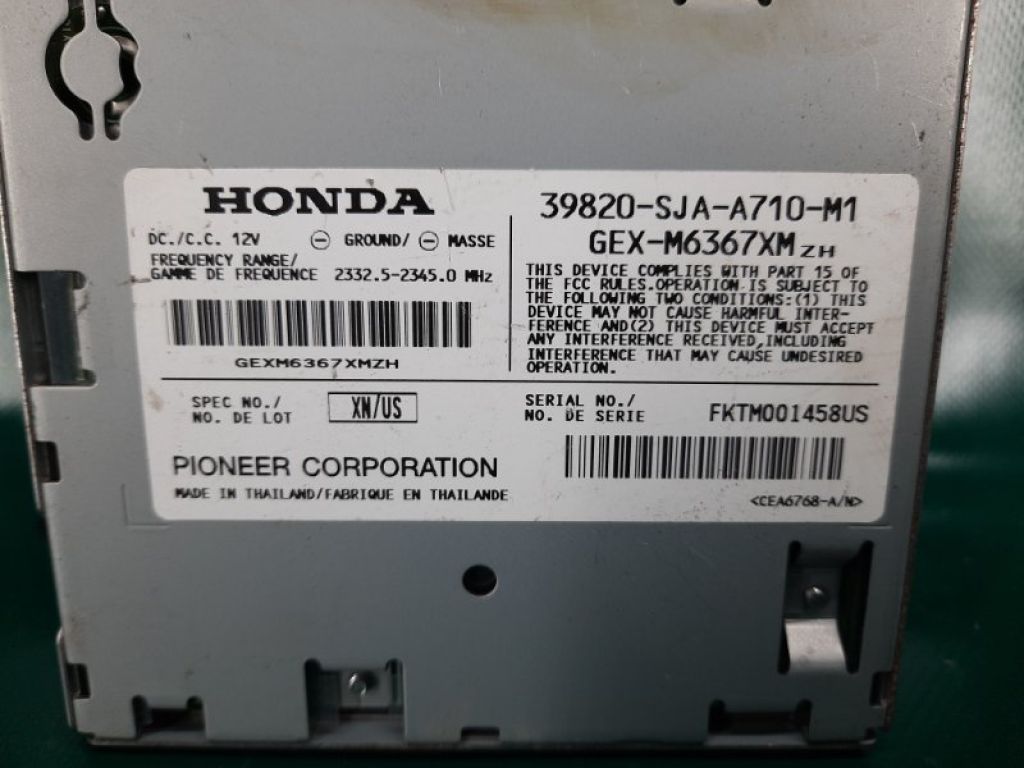 HONDA
DC./C.C. 12V ⊖ GROUND/ ⊖ MASSE
FREQUENCY RANGE/
GAMME DE FREQUENCE 2332.5-2345.0 MHz
GEXM6367XMZH
39820-SJA-A710-M1
GEX-M6367XM ZH
THIS DEVICE COMPLIES WITH PART 15 OF
THE FCC RULES.OPERATION IS SUBJECT TO
THE FOLLOWING TWO CONDITIONS:(1) THIS
DEVICE MAY NOT CAUSE HARMFUL INTER-
FERENCE AND(2) THIS DEVICE MUST ACCEPT
ANY INTERFERENCE RECEIVED,INCLUDING
INTERFERENCE THAT MAY CAUSE UNDESIRED
OPERATION.
SPEC NO./
NO. DE LOT
XN/US
SERIAL NO./
NO. DE SERIE
FKTM001458US
PIONEER CORPORATION
MADE IN THAILAND/FABRIQUE EN THAILANDE
<CEA6768-A/N>